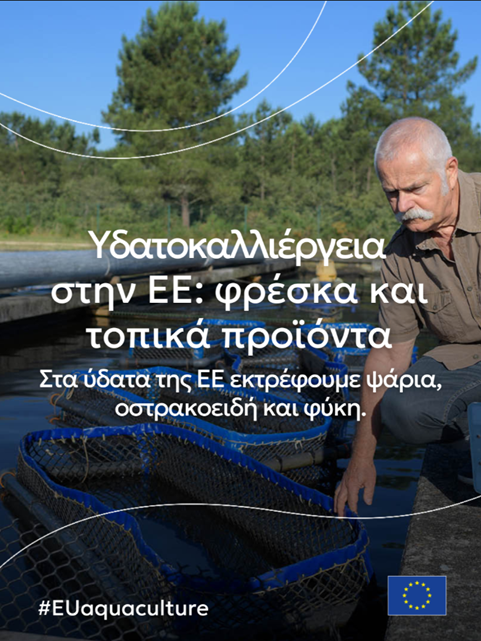 Υδατοκαλλιέργεια
στην ΕΕ: φρέσκα και
τοπικά προϊόντα
Στα ύδατα της ΕΕ εκτρέφουμε ψάρια,
οστρακοειδή και φύκη.
#EUaquaculture